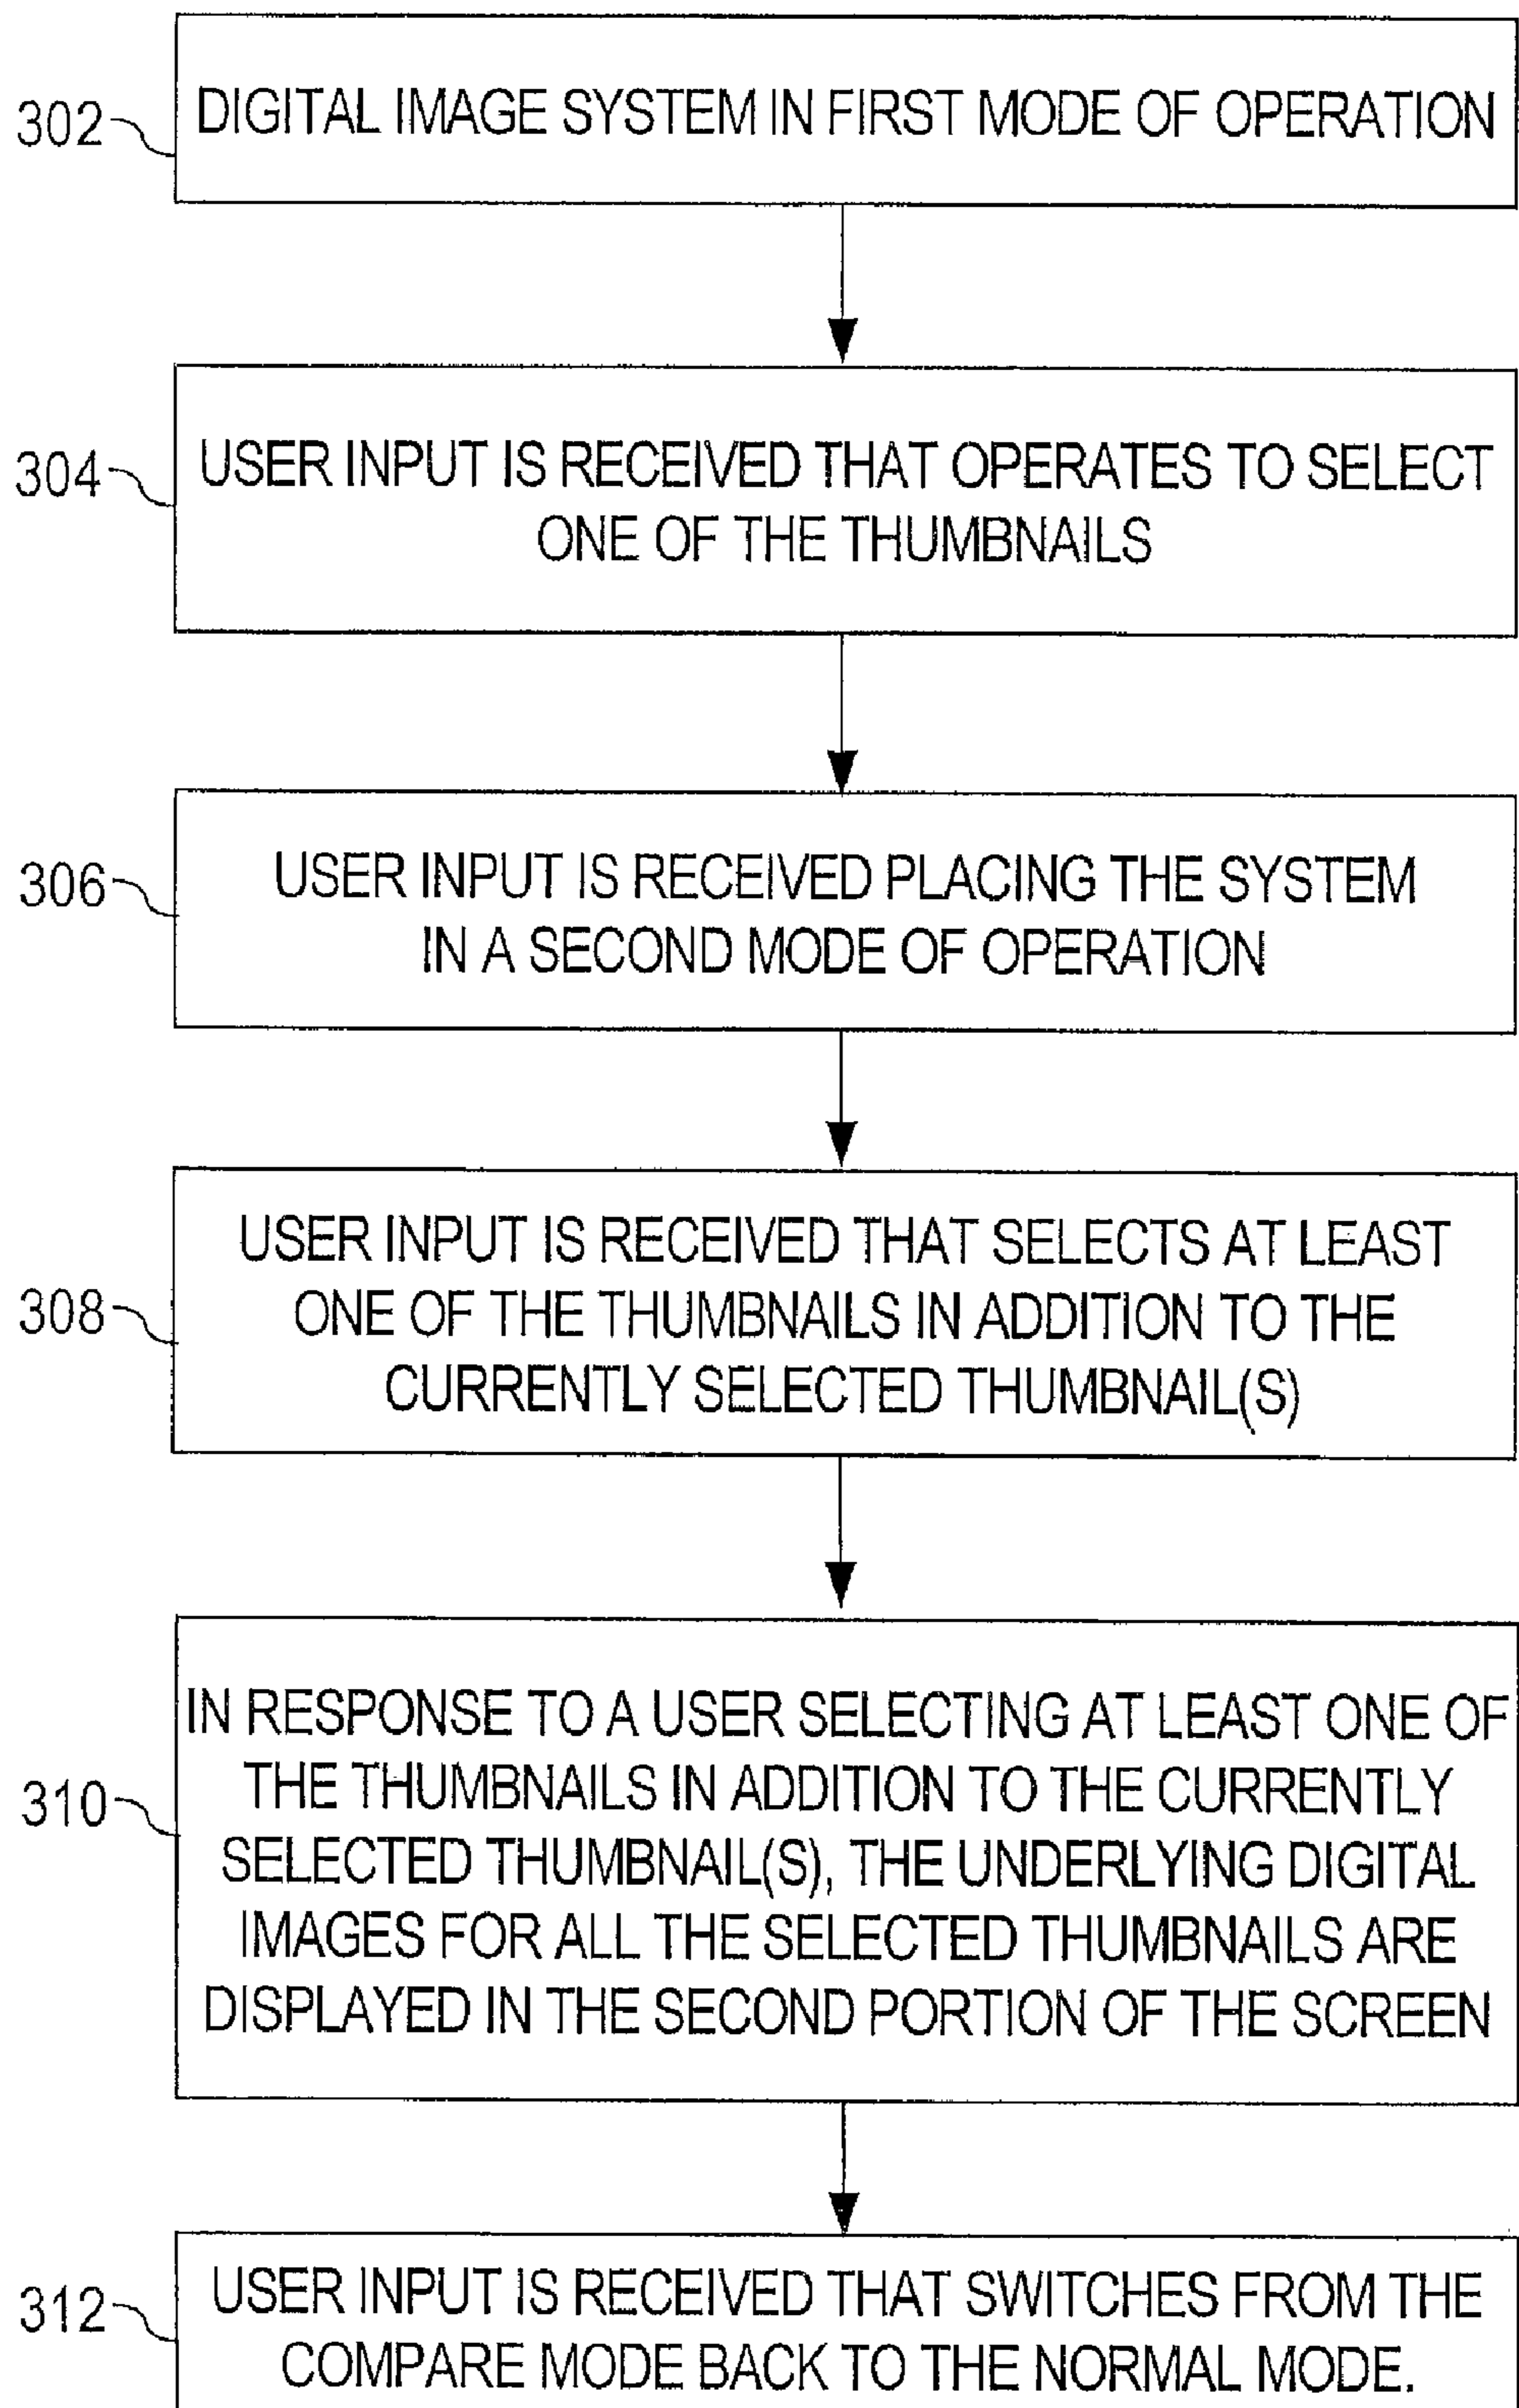 302
DIGITAL IMAGE SYSTEM IN FIRST MODE OF OPERATION
304
USER INPUT IS RECEIVED THAT OPERATES TO SELECT
ONE OF THE THUMBNAILS
306
USER INPUT IS RECEIVED PLACING THE SYSTEM
IN A SECOND MODE OF OPERATION
308
USER INPUT IS RECEIVED THAT SELECTS AT LEAST
ONE OF THE THUMBNAILS IN ADDITION TO THE
CURRENTLY SELECTED THUMBNAIL(S)
310
IN RESPONSE TO A USER SELECTING AT LEAST ONE OF
THE THUMBNAILS IN ADDITION TO THE CURRENTLY
SELECTED THUMBNAIL(S), THE UNDERLYING DIGITAL
IMAGES FOR ALL THE SELECTED THUMBNAILS ARE
DISPLAYED IN THE SECOND PORTION OF THE SCREEN
312
USER INPUT IS RECEIVED THAT SWITCHES FROM THE
COMPARE MODE BACK TO THE NORMAL MODE.